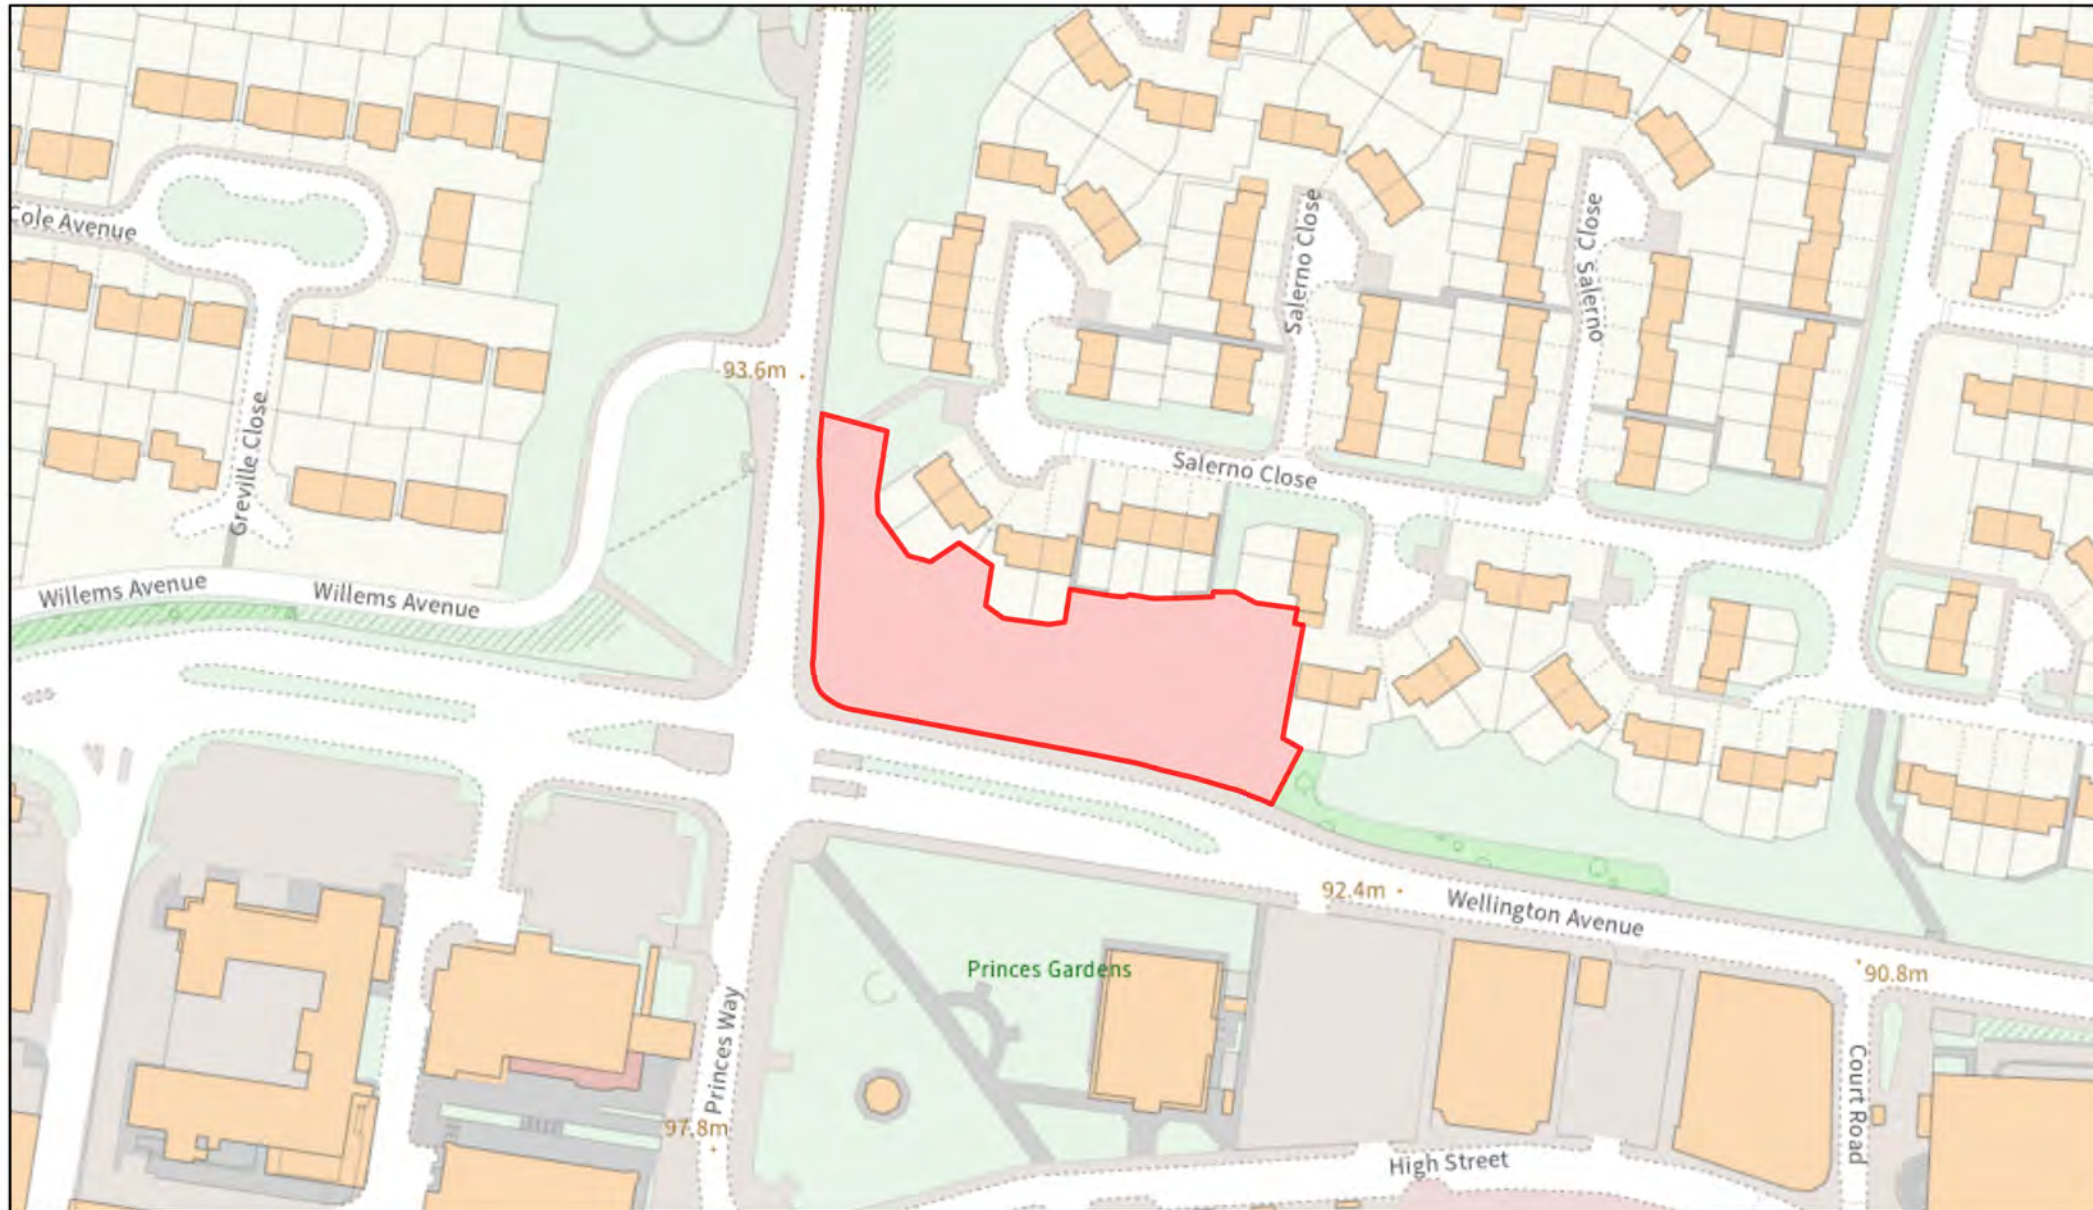 Cole Avenue
Salerno Close
Salerno
S Close
93.6m
Greville Close
Salerno Close
Willems Avenue
Willems Avenue
92.4m
Wellington Avenue
Princes Gardens
90.8m
Princes Way
97.8m
Court Road
High Street